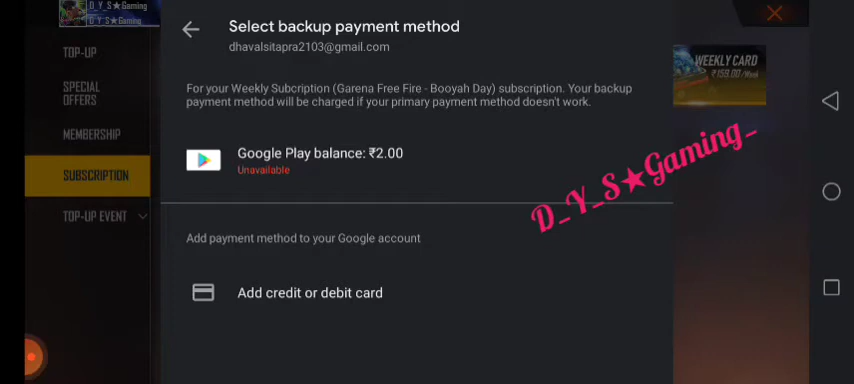 D_Y_S★Gaming
D_Y_S★Gaming
Select backup payment method
dhavalsitapra2103@gmail.com
TOP-UP
SPECIAL
OFFERS
MEMBERSHIP
SUBSCRIPTION
TOP-UP EVENT
For your Weekly Subcription (Garena Free Fire - Booyah Day) subscription. Your backup
payment method will be charged if your primary payment method doesn't work.
Google Play balance: ₹2.00
Unavailable
Add payment method to your Google account
Add credit or debit card
WEEKLY CARD
₹159.00/Week
D_Y_S★Gaming_